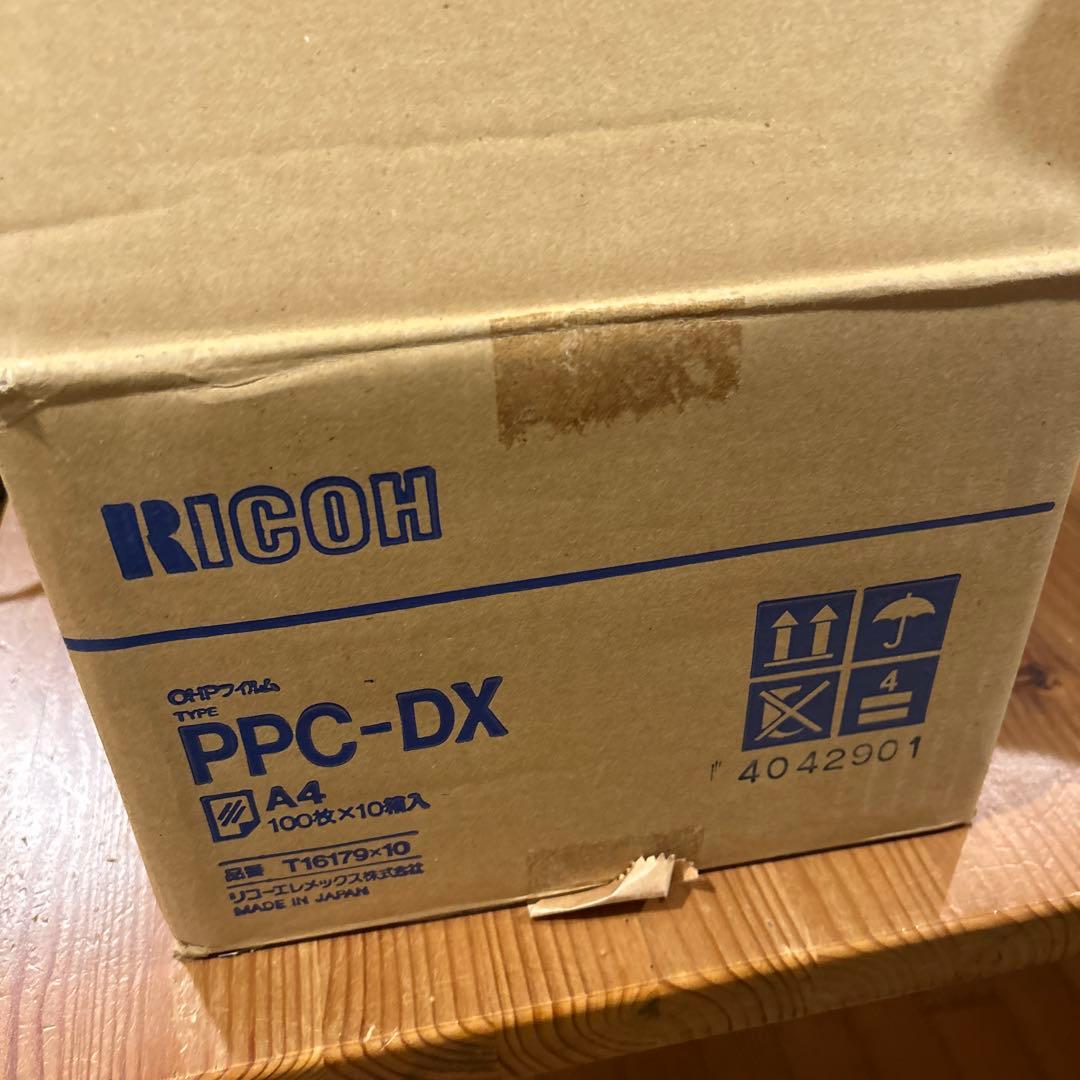 RICOH
OHPフィルム
TYPE
PPC-DX
A4
100枚×10箱入
品番 T16179×10
リコーエレメックス株式会社
MADE IN JAPAN
4
4042901